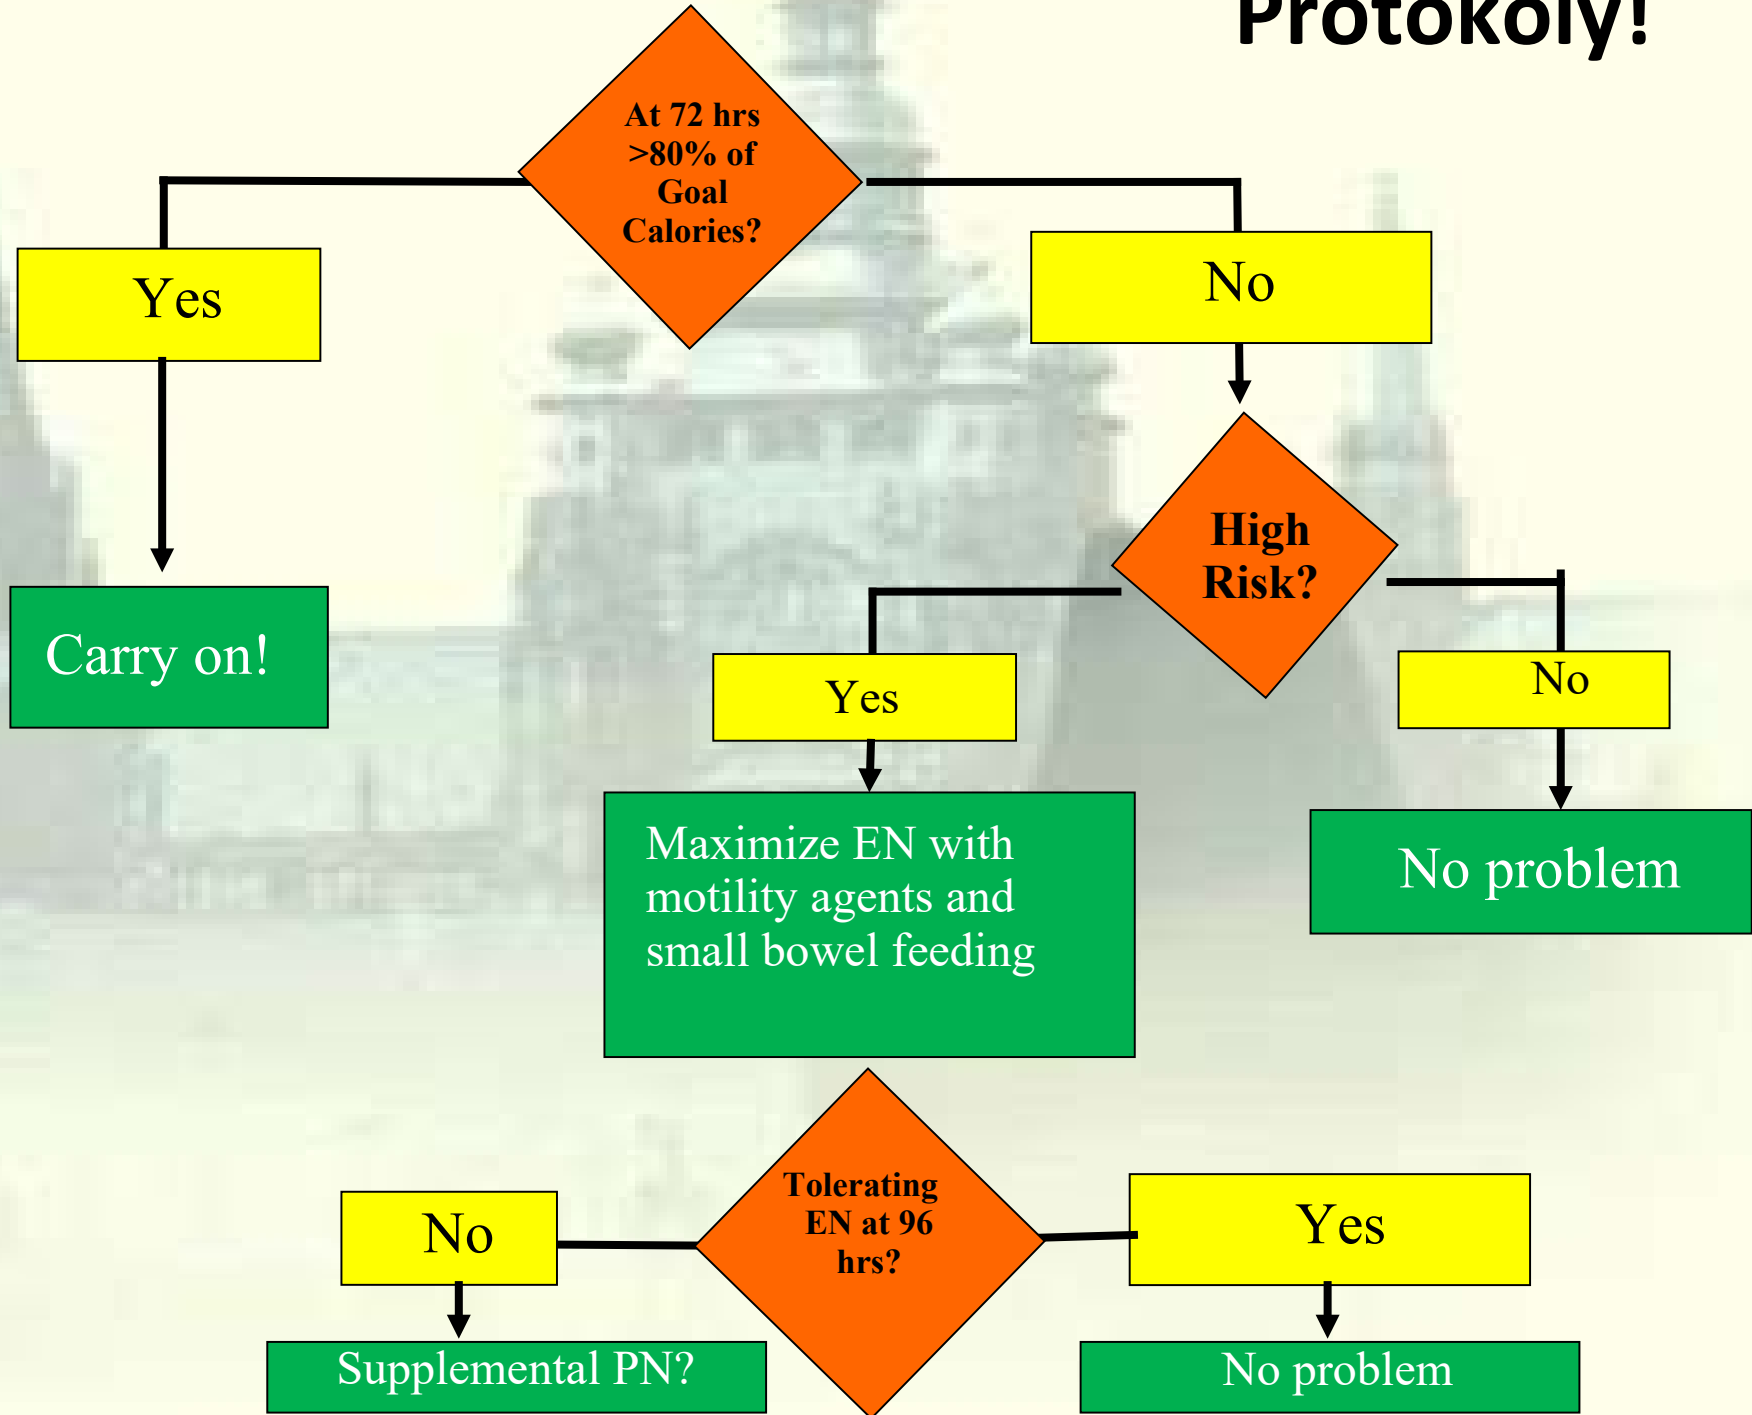 Protokoly!
At 72 hrs
>80% of
Goal
Calories?
Yes
No
High
Risk?
Carry on!
Yes
No
Maximize EN with
motility agents and
small bowel feeding
No problem
Tolerating
EN at 96
hrs?
No
Yes
Supplemental PN?
No problem